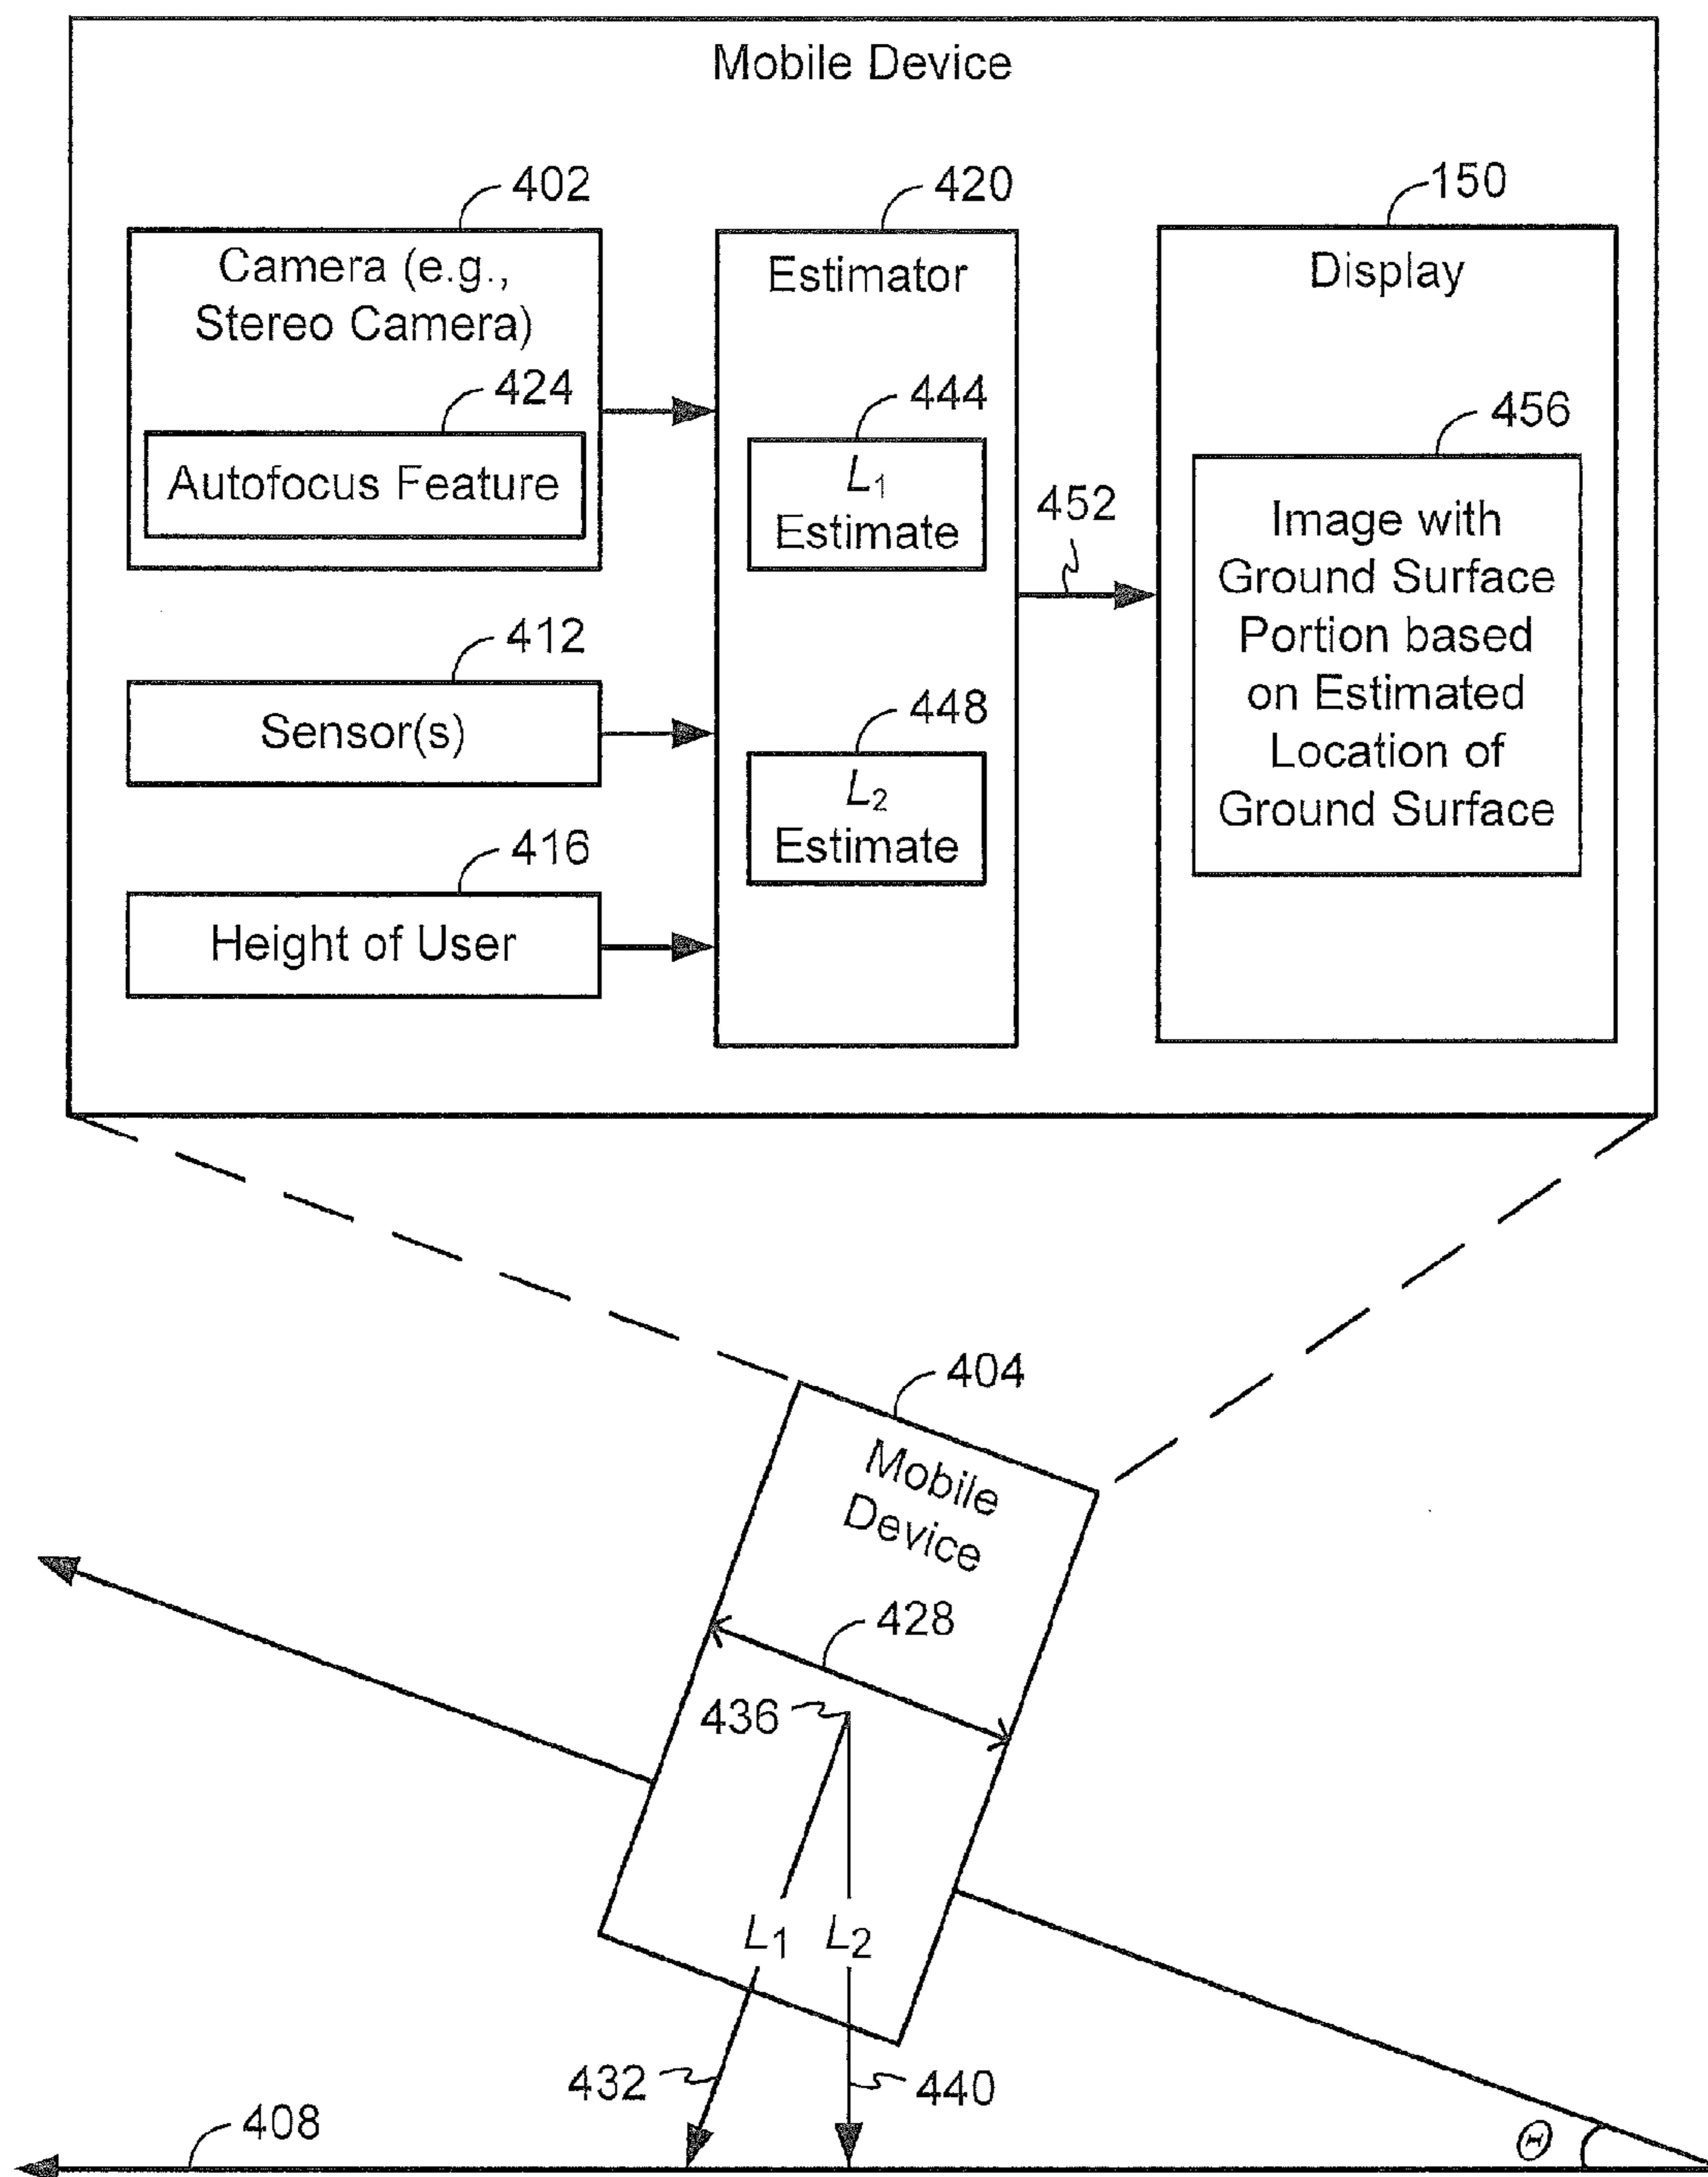 Mobile Device
402
420
150
Camera (e.g.,
Stereo Camera)
424
Autofocus Feature
412
Sensor(s)
416
Height of User
Estimator
444
L1
Estimate
448
L2
Estimate
452
Display
456
Image with
Ground Surface
Portion based
on Estimated
Location of
Ground Surface
404
Mobile
Device
428
436
L1
L2
432
440
408
Θ